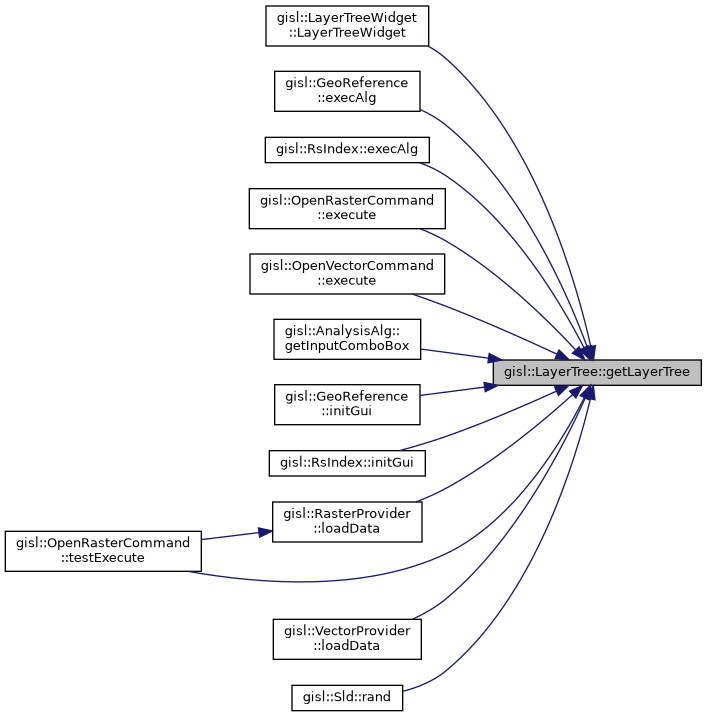 gisl::LayerTreeWidget
::LayerTreeWidget
gisl::GeoReference
::execAlg
gisl::RsIndex::execAlg
gisl::OpenRasterCommand
::execute
gisl::OpenVectorCommand
::execute
gisl::AnalysisAlg::
getInputComboBox
gisl::LayerTree::getLayerTree
gisl::GeoReference
::initGui
gisl::RsIndex::initGui
gisl::RasterProvider
::loadData
gisl::OpenRasterCommand
::testExecute
gisl::VectorProvider
::loadData
gisl::Sld::rand